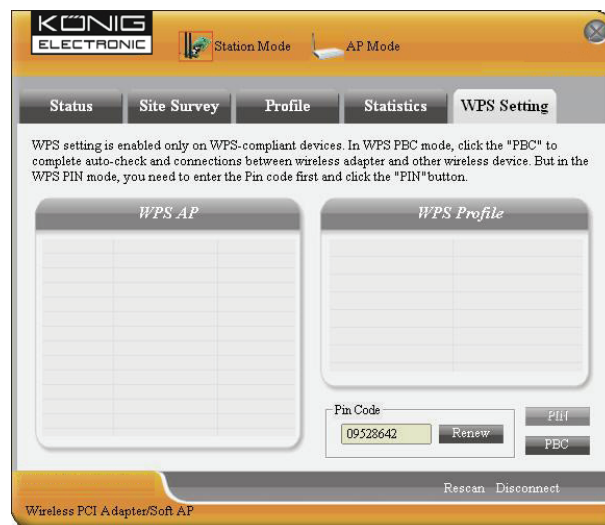 KÖNIG
ELECTRONIC
Station Mode
AP Mode
Status
Site Survey
Profile
Statistics
WPS Setting
WPS setting is enabled only on WPS-compliant devices. In WPS PBC mode, click the "PBC" to
complete auto-check and connections between wireless adapter and other wireless device. But in the
WPS PIN mode, you need to enter the Pin code first and click the "PIN"button.
WPS AP
WPS Profile
Pin Code
09528642
Renew
PIN
PBC
Rescan
Disconnect
Wireless PCI Adapter/Soft AP